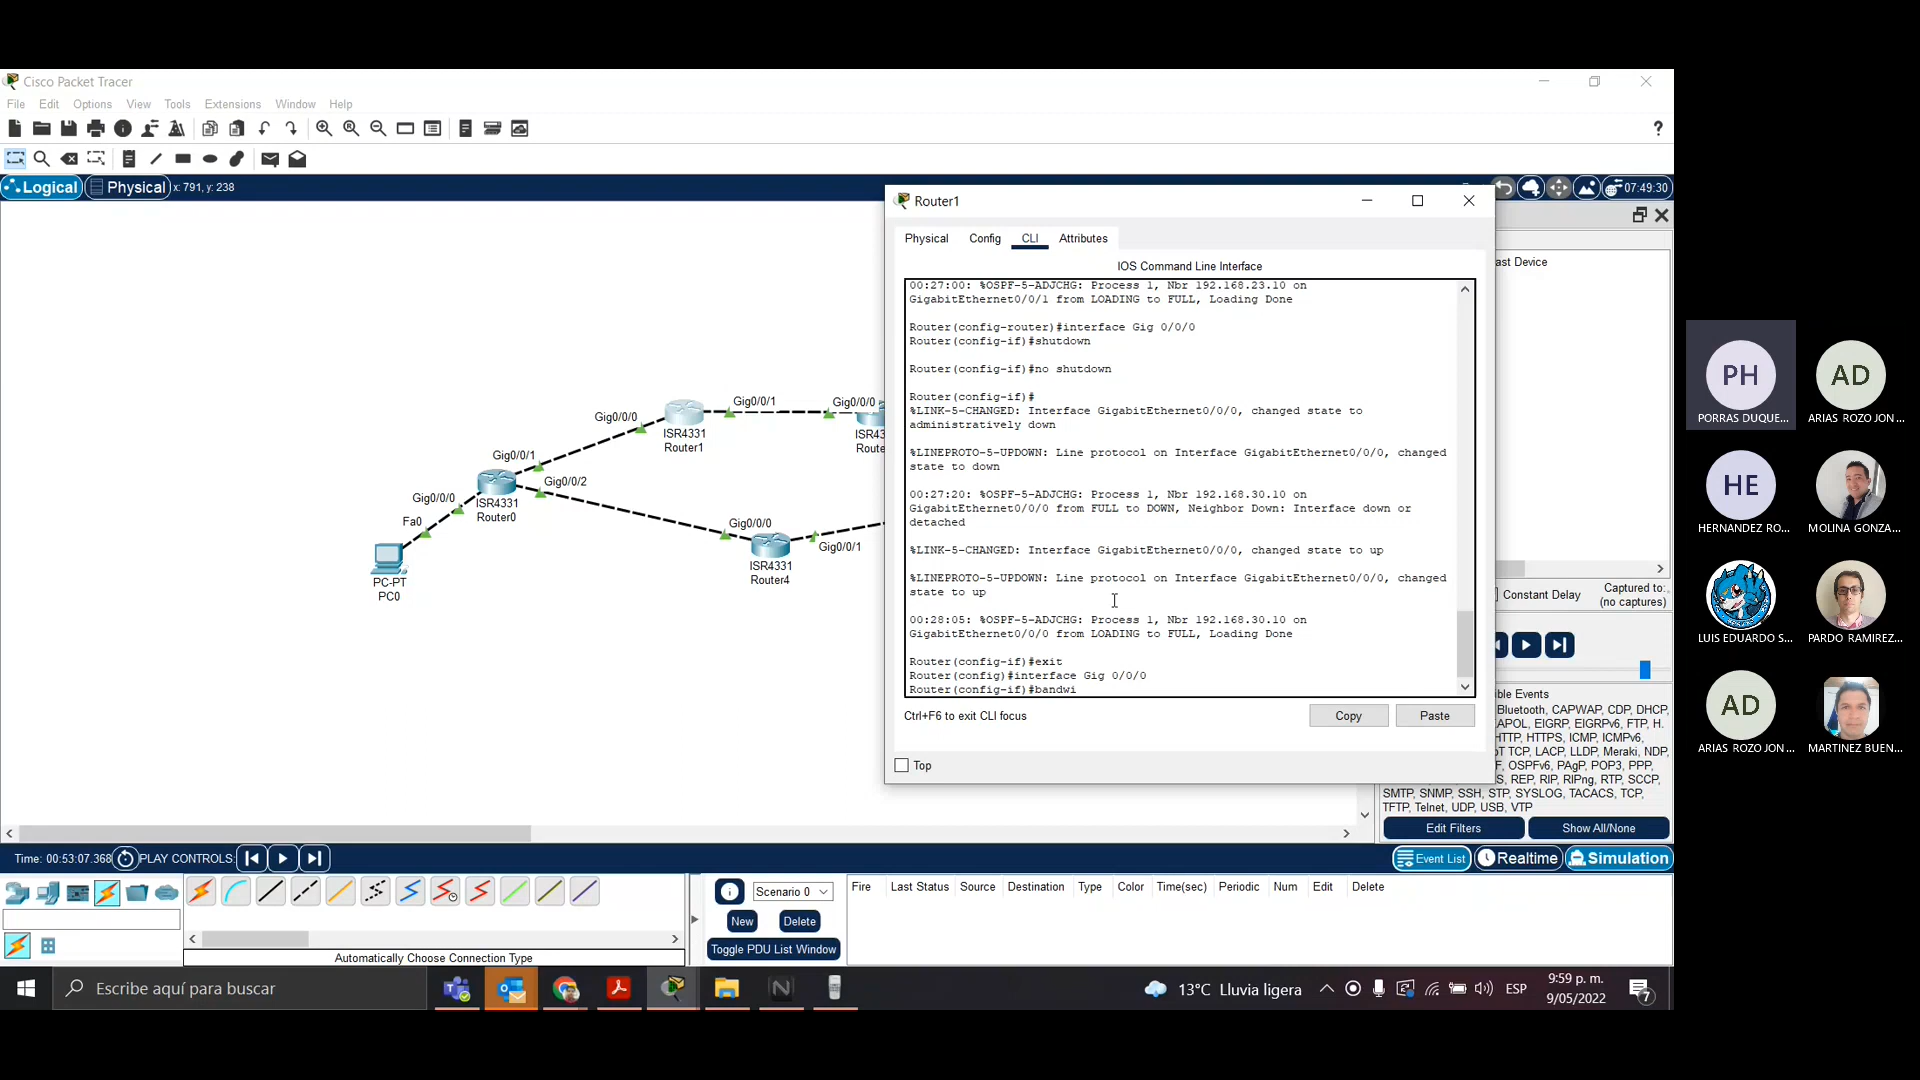 Cisco Packet Tracer
File Edit Options View Tools Extensions Window Help
?
Logical Physical x: 791, y: 238
07:49:30
Router1
Physical Config CLI Attributes
IOS Command Line Interface
00:27:00: %OSPF-5-ADJCHG: Process 1, Nbr 192.168.23.10 on
GigabitEthernet0/0/1 from LOADING to FULL, Loading Done
Router(config-router)#interface Gig 0/0/0
Router(config-if)#shutdown
Router(config-if)#no shutdown
Router(config-if)#
%LINK-5-CHANGED: Interface GigabitEthernet0/0/0, changed state to
administratively down
%LINEPROTO-5-UPDOWN: Line protocol on Interface GigabitEthernet0/0/0, changed
state to down
00:27:20: %OSPF-5-ADJCHG: Process 1, Nbr 192.168.30.10 on
GigabitEthernet0/0/0 from FULL to DOWN, Neighbor Down: Interface down or
detached
%LINK-5-CHANGED: Interface GigabitEthernet0/0/0, changed state to up
%LINEPROTO-5-UPDOWN: Line protocol on Interface GigabitEthernet0/0/0, changed
state to up
00:28:05: %OSPF-5-ADJCHG: Process 1, Nbr 192.168.30.10 on
GigabitEthernet0/0/0 from LOADING to FULL, Loading Done
Router(config-if)#exit
Router(config)#interface Gig 0/0/0
Router(config-if)#bandwi
Ctrl+F6 to exit CLI focus
Copy Paste
Top
Gig0/0/1
Gig0/0/0
Gig0/0/0
ISR4331
Router1
ISR43
Route
Gig0/0/1
Gig0/0/2
Gig0/0/0
ISR4331
Router0
Fa0
PC-PT
PC0
Gig0/0/0
Gig0/0/1
ISR4331
Router4
ast Device
Constant Delay
Captured to:
(no captures)
ble Events
Bluetooth, CAPWAP, CDP, DHCP,
APOL, EIGRP, EIGRPv6, FTP, H.
HTTP, HTTPS, ICMP, ICMPv6,
oT TCP, LACP, LLDP, Meraki, NDP,
F, OSPFv6, PAgP, POP3, PPP,
S, REP, RIP, RIPng, RTP, SCCP,
SMTP, SNMP, SSH, STP, SYSLOG, TACACS, TCP,
TFTP, Telnet, UDP, USB, VTP
Edit Filters Show All/None
Time: 00:53:07.368 PLAY CONTROLS:
Event List Realtime Simulation
Scenario 0
New Delete
Toggle PDU List Window
Fire Last Status Source Destination Type Color Time(sec) Periodic Num Edit Delete
Automatically Choose Connection Type
Escribe aquí para buscar
13°C Lluvia ligera
ESP
9:59 p. m.
9/05/2022
7
PH
PORRAS DUQUE...
AD
ARIAS ROZO JON ...
HE
HERNANDEZ RO...
MOLINA GONZA...
LUIS EDUARDO S...
PARDO RAMIREZ...
AD
ARIAS ROZO JON ...
MARTINEZ BUEN...